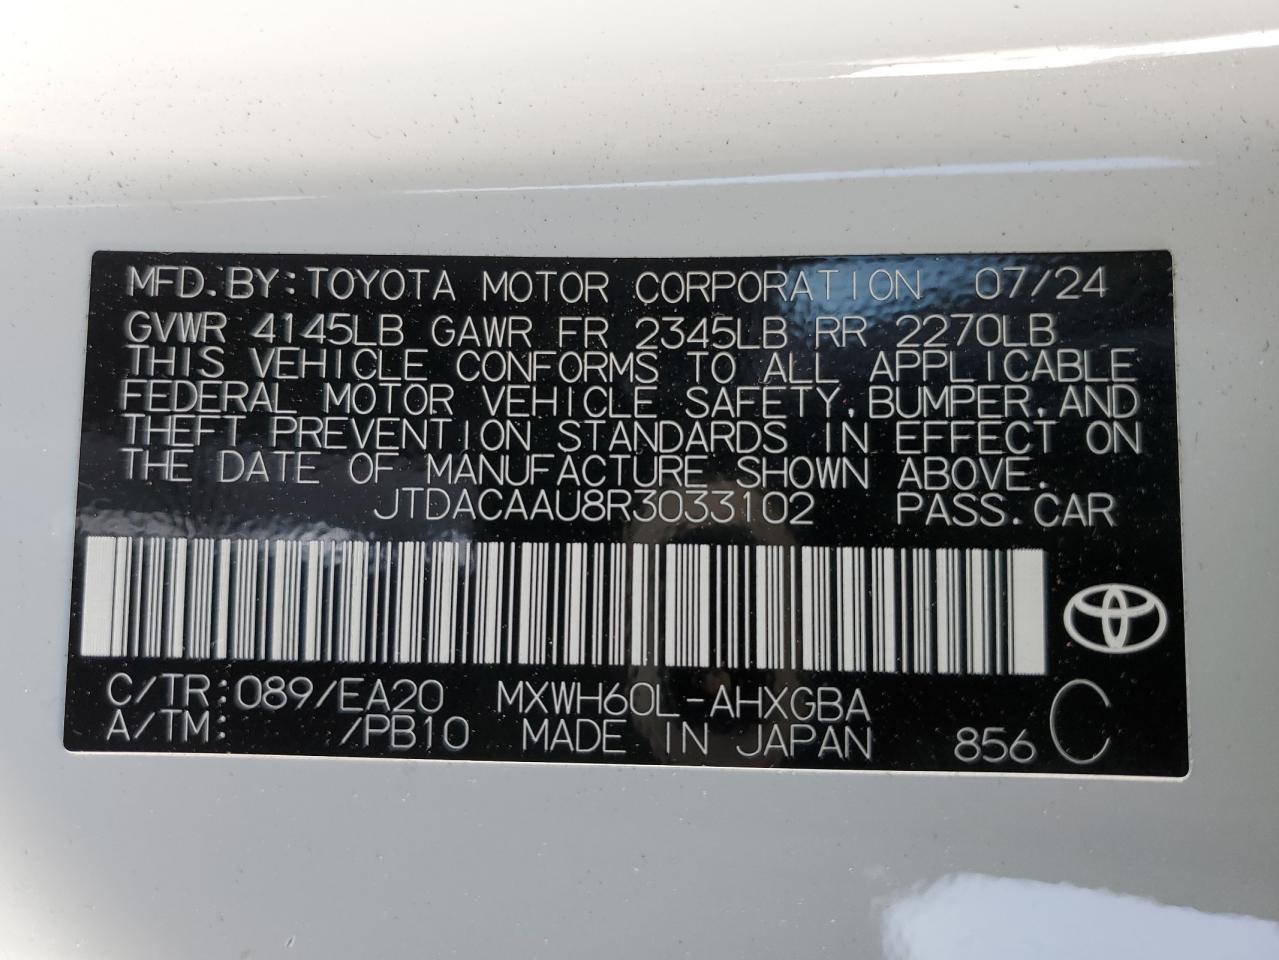 MFD.BY:TOYOTA MOTOR CORPORATION 07/24
GVWR 4145LB GAWR FR 2345LB RR 2270LB
THIS VEHICLE CONFORMS TO ALL APPLICABLE
FEDERAL MOTOR VEHICLE SAFETY,BUMPER,AND
THEFT PREVENTION STANDARDS IN EFFECT ON
THE DATE OF MANUFACTURE SHOWN ABOVE.
JTDACAAU8R3033102 PASS.CAR
C/TR:089/EA20 MXWH60L-AHXGBA
A/TM: /PB10 MADE IN JAPAN 856 C